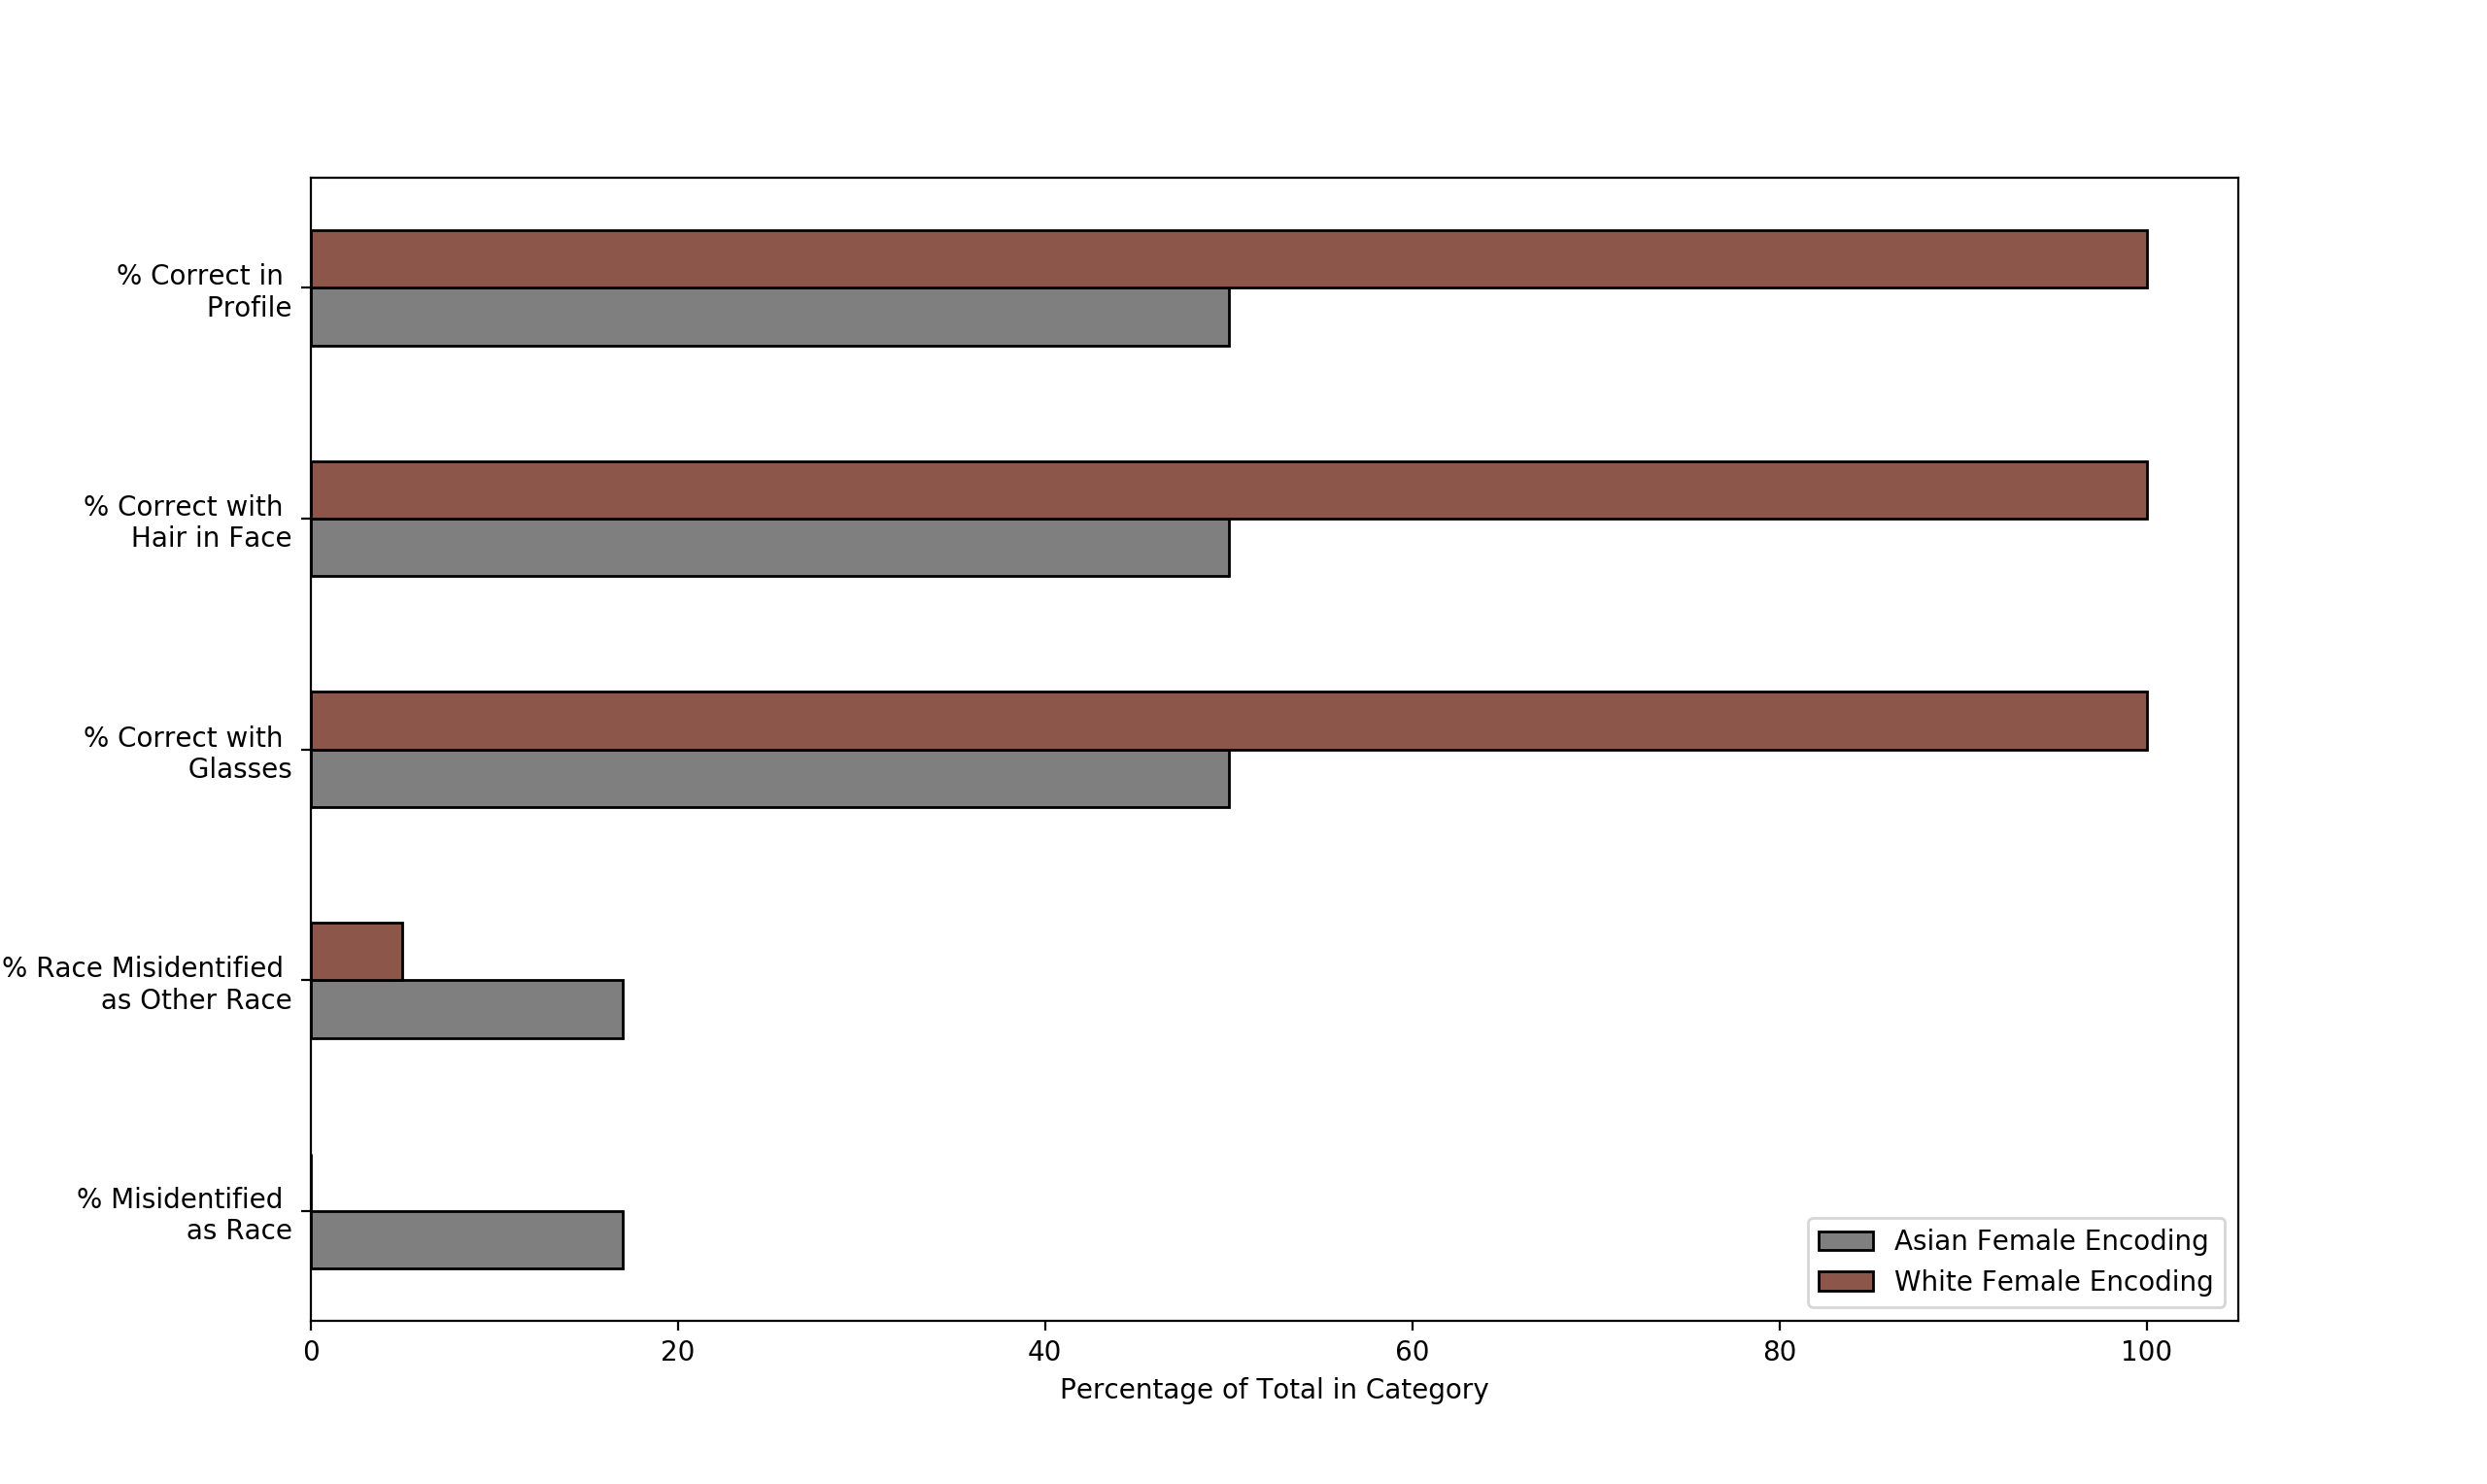 % Correct in
Profile
% Correct with
Hair in Face
% Correct with
Glasses
% Race Misidentified
as Other Race
% Misidentified
as Race
Asian Female Encoding
White Female Encoding
0 20 40 60 80 100
Percentage of Total in Category